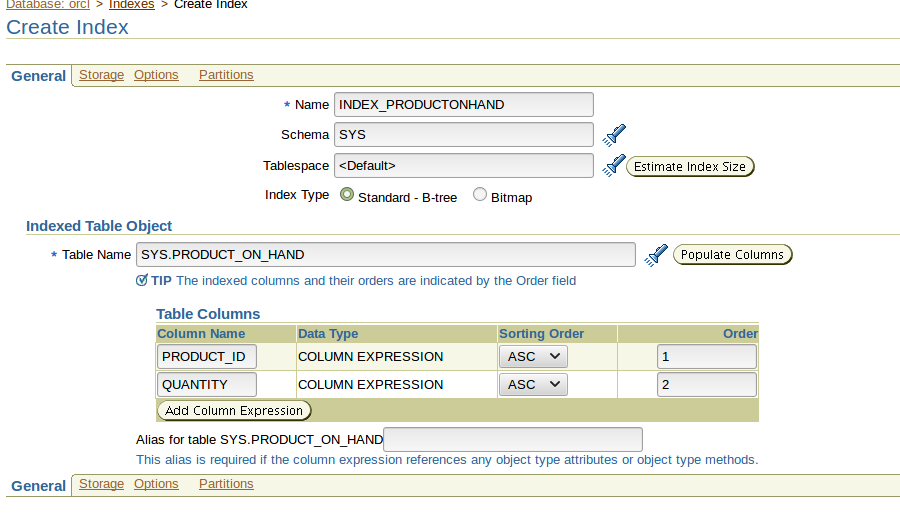 Database: orcl > Indexes > Create Index
Create Index
General Storage Options Partitions
* Name INDEX_PRODUCTONHAND
Schema SYS
Tablespace <Default> Estimate Index Size
Index Type Standard - B-tree Bitmap
Indexed Table Object
* Table Name SYS.PRODUCT_ON_HAND Populate Columns
TIP The indexed columns and their orders are indicated by the Order field
Table Columns
Column Name Data Type Sorting Order Order
PRODUCT_ID COLUMN EXPRESSION ASC 1
QUANTITY COLUMN EXPRESSION ASC 2
Add Column Expression
Alias for table SYS.PRODUCT_ON_HAND
This alias is required if the column expression references any object type attributes or object type methods.
General Storage Options Partitions